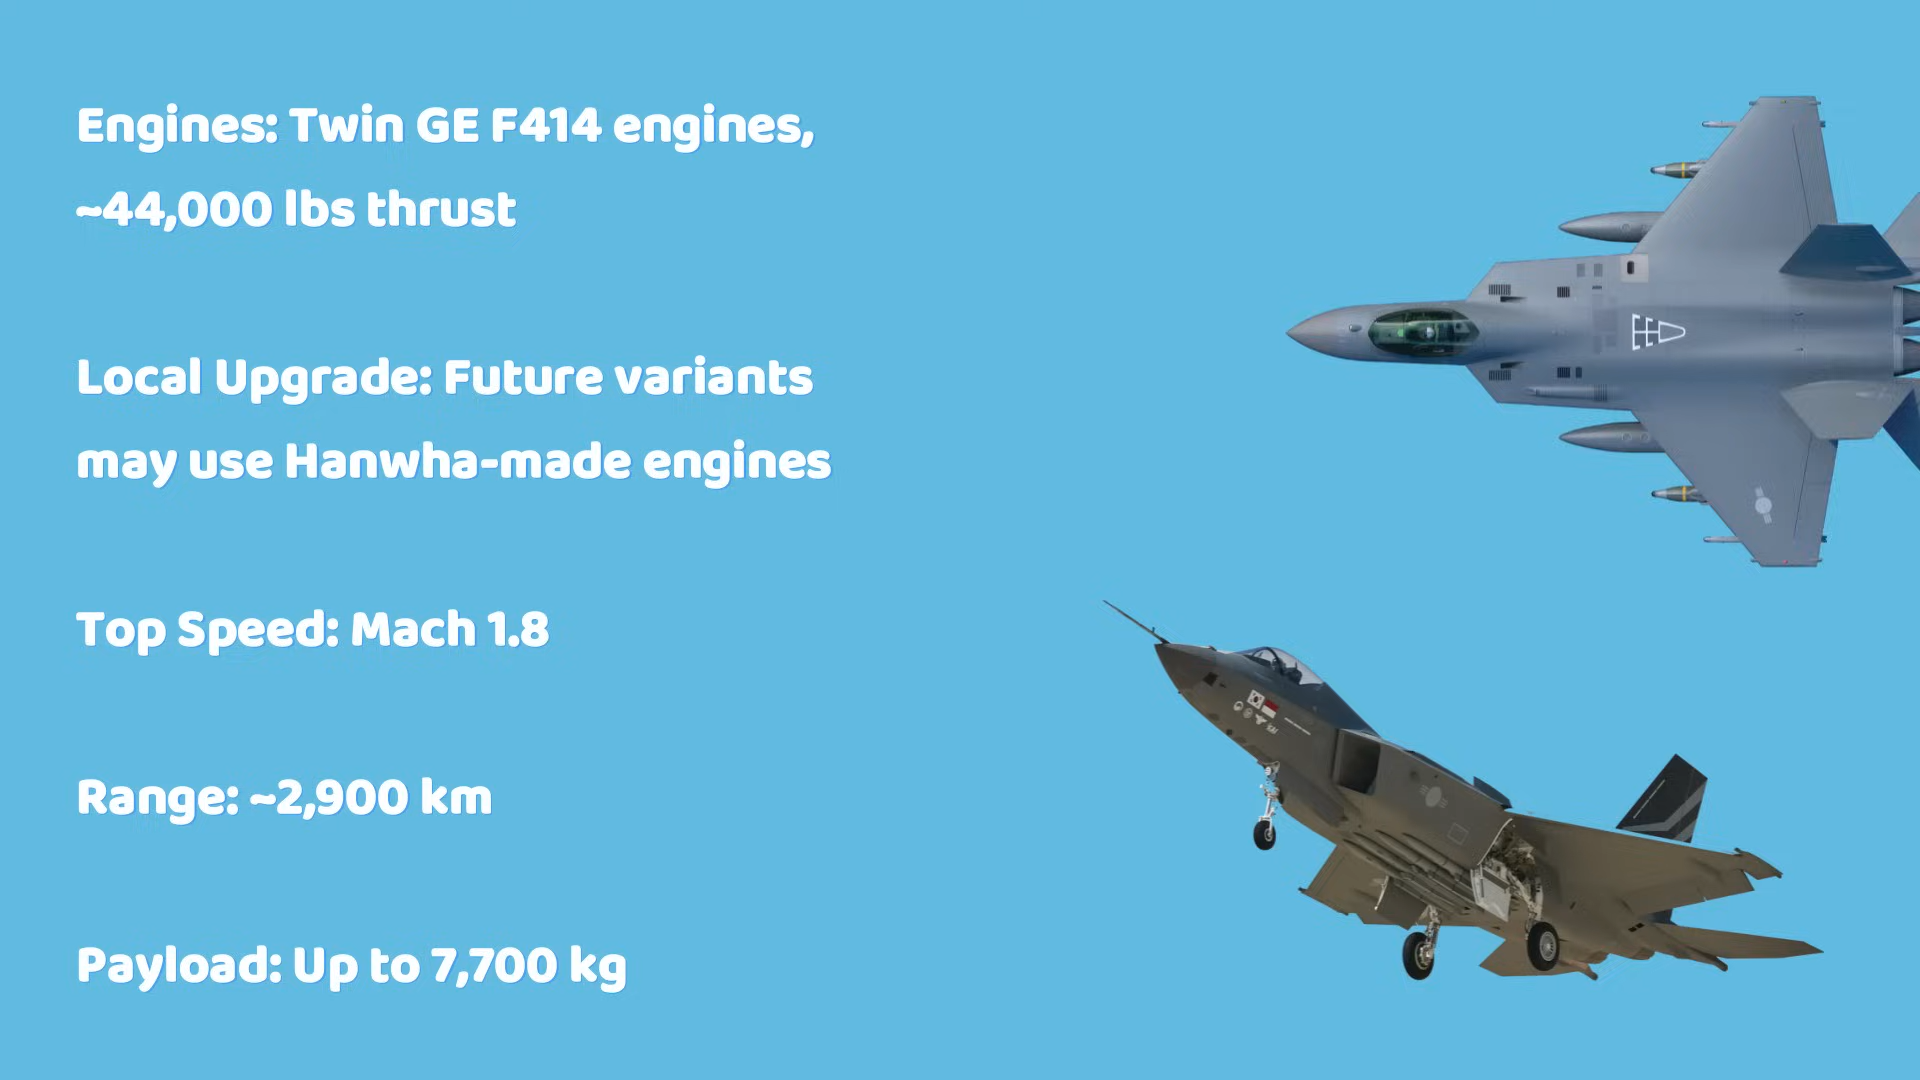 Engines: Twin GE F414 engines,
~44,000 lbs thrust
Local Upgrade: Future variants
may use Hanwha-made engines
Top Speed: Mach 1.8
Range: ~2,900 km
Payload: Up to 7,700 kg